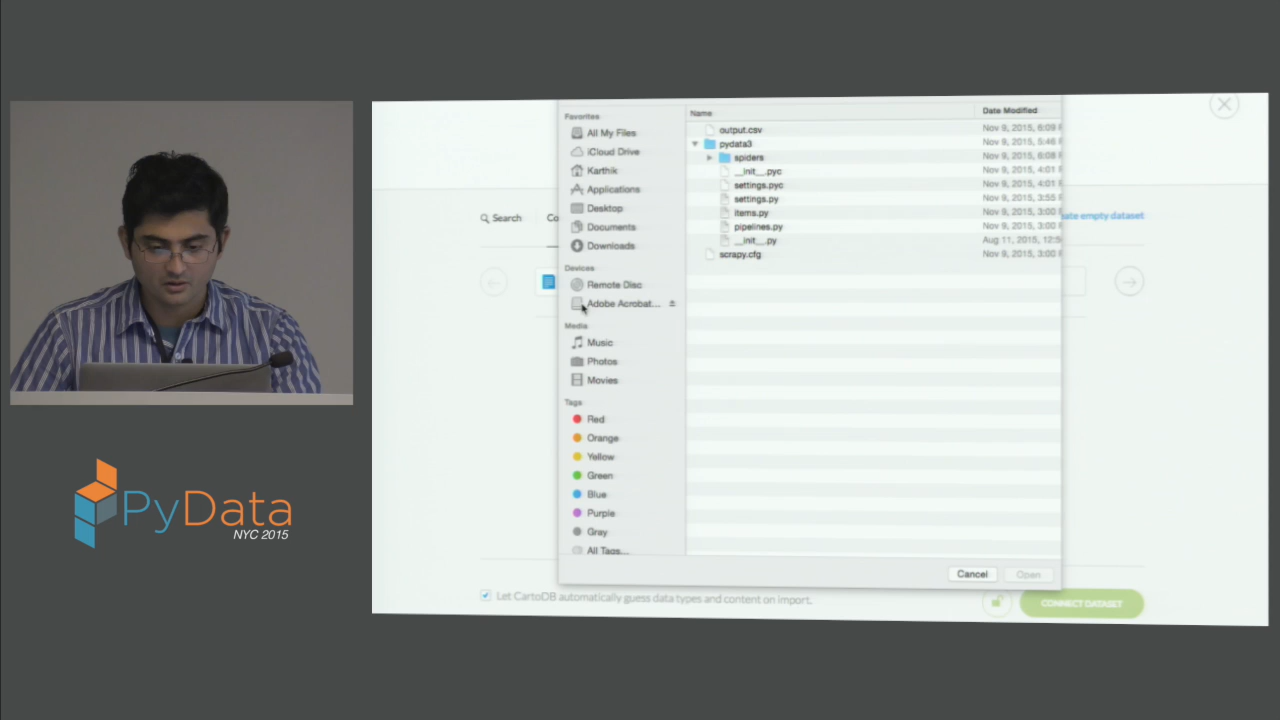 Favorites
All My Files
iCloud Drive
Karthik
Applications
Desktop
Documents
Downloads
Devices
Remote Disc
Adobe Acrobat...
Media
Music
Photos
Movies
Tags
Red
Orange
Yellow
Green
Blue
Purple
Gray
All Tags...
Name Date Modified
output.csv Nov 9, 2015, 6:09
pydata3 Nov 9, 2015, 5:46
spiders Nov 9, 2015, 6:08
__init__.pyc Nov 9, 2015, 4:01
settings.pyc Nov 9, 2015, 4:01
settings.py Nov 9, 2015, 3:55
items.py Nov 9, 2015, 3:00
pipelines.py Nov 9, 2015, 3:00
__init__.py Aug 11, 2015, 12:5
scrapy.cfg Nov 9, 2015, 3:00
Cancel Open
Search Co
ate empty dataset
Let CartoDB automatically guess data types and content on import.
CONNECT DATASET
PyData
NYC 2015